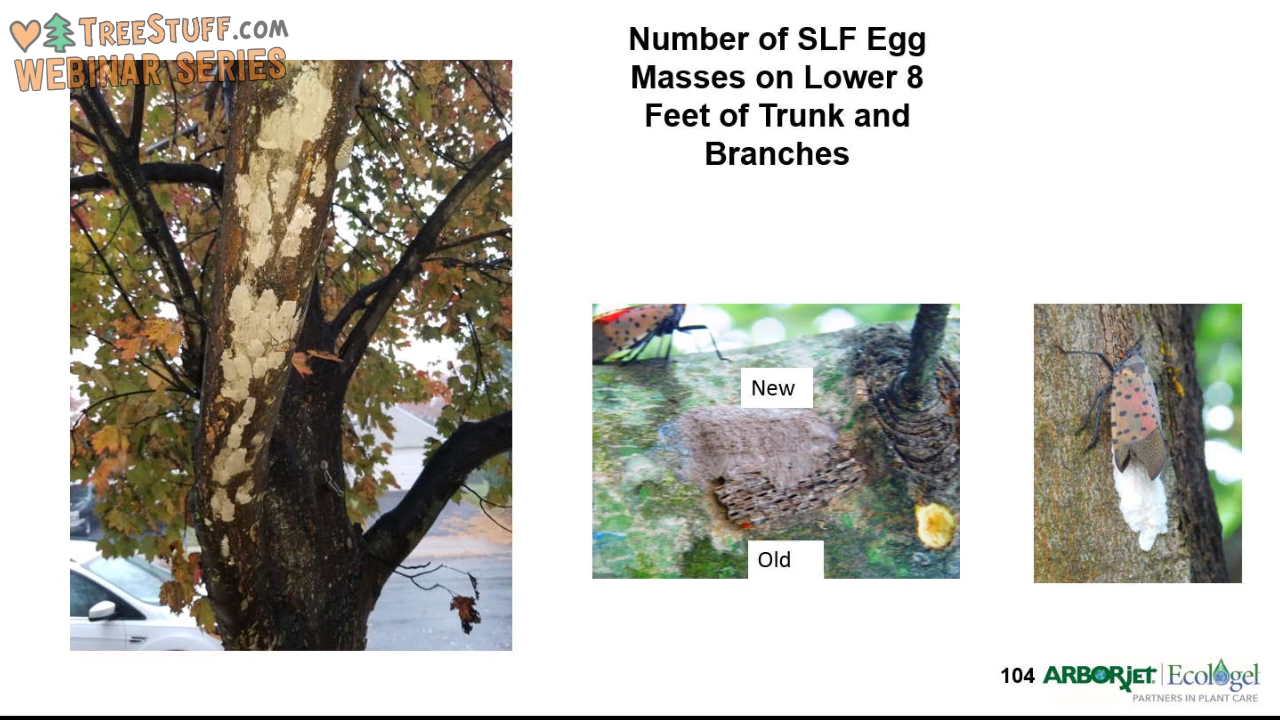 TREESTUFF.COM
WEBINAR SERIES
Number of SLF Egg
Masses on Lower 8
Feet of Trunk and
Branches
New
Old
104 ARBORJET Ecologel
PARTNERS IN PLANT CARE